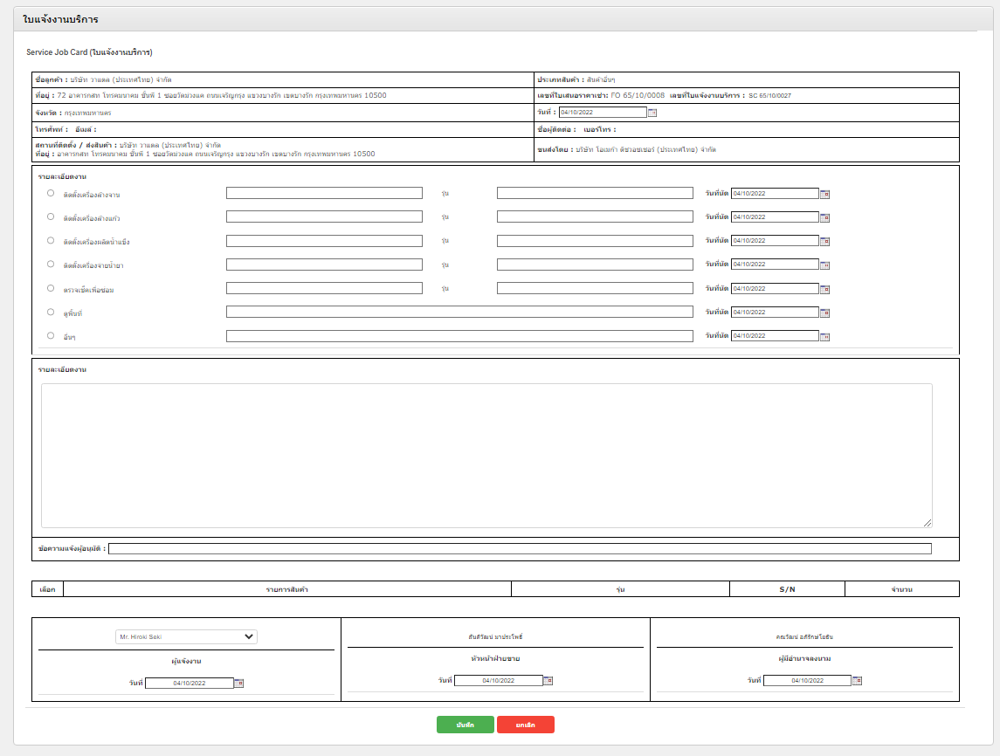 ใบแจ้งงานบริการ
Service Job Card (ใบแจ้งงานบริการ)
ชื่อลูกค้า : บริษัท วาแดล (ประเทศไทย) จำกัด
ประเภทสินค้า : สินค้าอื่นๆ
ที่อยู่ : 72 อาคารกสท โทรคมนาคม ชั้นที่ 1 ซอยวัดม่วงแค ถนนเจริญกรุง แขวงบางรัก เขตบางรัก กรุงเทพมหานคร 10500
เลขที่ใบเสนอราคาเช่า: FO 65/10/0008 เลขที่ใบแจ้งงานบริการ : SC 65/10/0027
จังหวัด : กรุงเทพมหานคร
วันที่ : 04/10/2022
โทรศัพท์ : อีเมล์ :
ชื่อผู้ติดต่อ : เบอร์โทร :
สถานที่ติดตั้ง / ส่งสินค้า : บริษัท วาแดล (ประเทศไทย) จำกัด
ที่อยู่ : อาคารกสท โทรคมนาคม ชั้นที่ 1 ซอยวัดม่วงแค ถนนเจริญกรุง แขวงบางรัก เขตบางรัก กรุงเทพมหานคร 10500
ขนส่งโดย : บริษัท โอเมก้า ดิชวอชเชอร์ (ประเทศไทย) จำกัด
รายละเอียดงาน
ติดตั้งเครื่องล้างจาน รุ่น วันที่นัด 04/10/2022
ติดตั้งเครื่องล้างแก้ว รุ่น วันที่นัด 04/10/2022
ติดตั้งเครื่องผลิตน้ำแข็ง รุ่น วันที่นัด 04/10/2022
ติดตั้งเครื่องจ่ายน้ำยา รุ่น วันที่นัด 04/10/2022
ตรวจเช็คเพื่อซ่อม รุ่น วันที่นัด 04/10/2022
ดูพื้นที่ วันที่นัด 04/10/2022
อื่นๆ วันที่นัด 04/10/2022
รายละเอียดงาน
ข้อความแจ้งผู้อนุมัติ :
เลือก รายการสินค้า รุ่น S/N จำนวน
Mr. Hiroki Seki
ผู้แจ้งงาน
วันที่ 04/10/2022
สันติวัฒน์ มาประโพธิ์
หัวหน้าฝ่ายขาย
วันที่ 04/10/2022
คณวัฒน์ อภิรักษ์โยธิน
ผู้มีอำนาจลงนาม
วันที่ 04/10/2022
บันทึก ยกเลิก